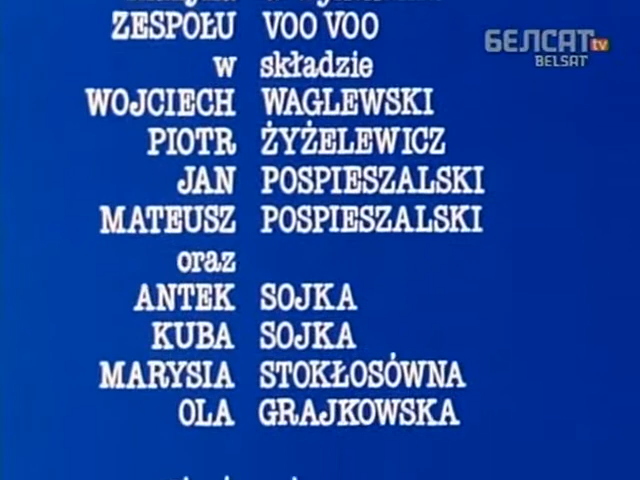 ZESPOŁU VOO VOO
w składzie
WOJCIECH WAGLEWSKI
PIOTR ŻYŻELEWICZ
JAN POSPIESZALSKI
MATEUSZ POSPIESZALSKI
oraz
ANTEK SOJKA
KUBA SOJKA
MARYSIA STOKŁOSÓWNA
OLA GRAJKOWSKA
БЕЛСАТ tv
BELSAT